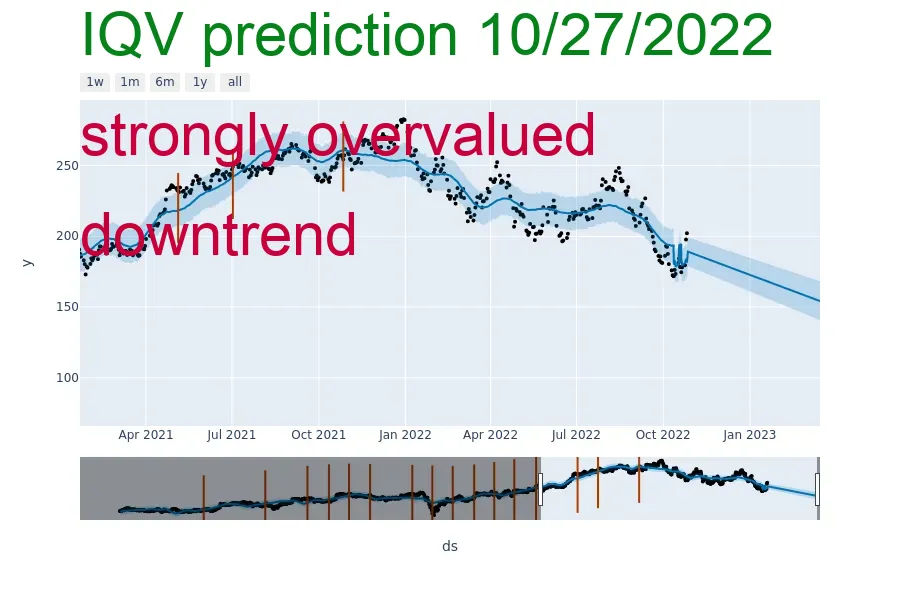 IQV prediction 10/27/2022
1w 1m 6m 1y all
strongly overvalued
250
downtrend
200
y
150
100
Apr 2021 Jul 2021 Oct 2021 Jan 2022 Apr 2022 Jul 2022 Oct 2022 Jan 2023
ds